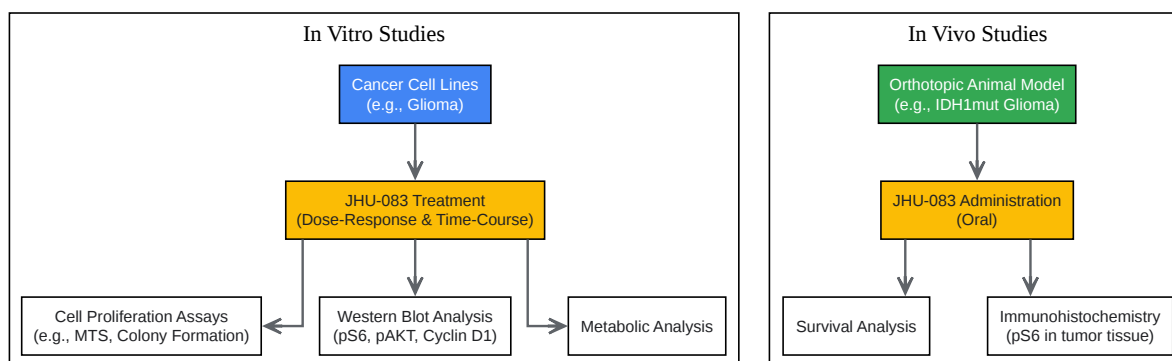 In Vitro Studies
Cancer Cell Lines
(e.g., Glioma)
JHU-083 Treatment
(Dose-Response & Time-Course)
Cell Proliferation Assays
(e.g., MTS, Colony Formation)
Western Blot Analysis
(pS6, pAKT, Cyclin D1)
Metabolic Analysis
In Vivo Studies
Orthotopic Animal Model
(e.g., IDH1mut Glioma)
JHU-083 Administration
(Oral)
Survival Analysis
Immunohistochemistry
(pS6 in tumor tissue)